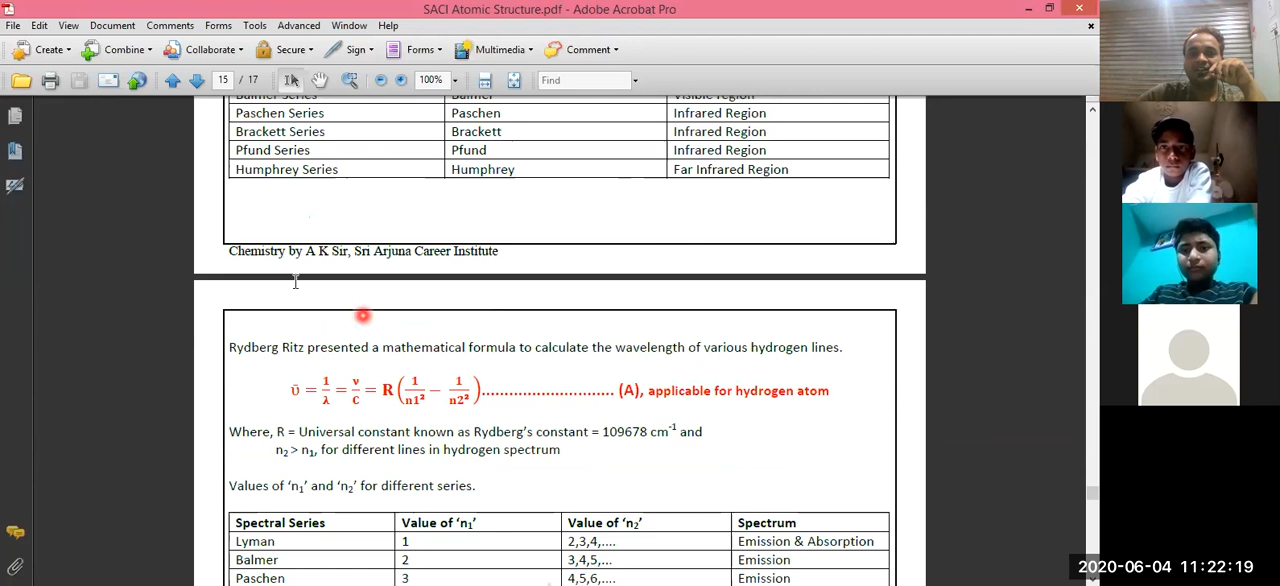 SACI Atomic Structure.pdf - Adobe Acrobat Pro
File Edit View Document Comments Forms Tools Advanced Window Help
Create Combine Collaborate Secure Sign Forms Multimedia Comment
15 / 17 100% Find
Balmer Series Balmer Visible region
Paschen Series Paschen Infrared Region
Brackett Series Brackett Infrared Region
Pfund Series Pfund Infrared Region
Humphrey Series Humphrey Far Infrared Region
Chemistry by A K Sir, Sri Arjuna Career Institute
Rydberg Ritz presented a mathematical formula to calculate the wavelength of various hydrogen lines.
ῡ = 1/λ = ν/C = R(1/n1² − 1/n2²)............................ (A), applicable for hydrogen atom
Where, R = Universal constant known as Rydberg's constant = 109678 cm⁻¹ and
n₂ > n₁, for different lines in hydrogen spectrum
Values of 'n₁' and 'n₂' for different series.
Spectral Series Value of 'n₁' Value of 'n₂' Spectrum
Lyman 1 2,3,4,.... Emission & Absorption
Balmer 2 3,4,5,... Emission
Paschen 3 4,5,6,.... Emission
2020-06-04 11:22:19